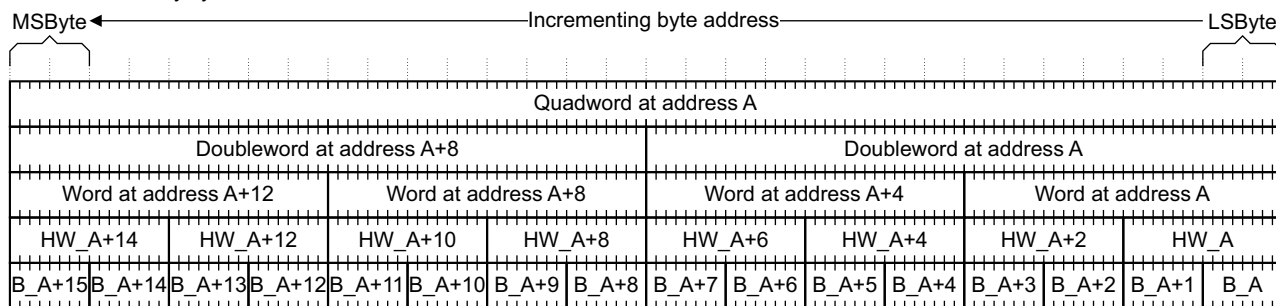 MSByte Incrementing byte address LSByte
Quadword at address A
Doubleword at address A+8 Doubleword at address A
Word at address A+12 Word at address A+8 Word at address A+4 Word at address A
HW_A+14 HW_A+12 HW_A+10 HW_A+8 HW_A+6 HW_A+4 HW_A+2 HW_A
B_A+15 B_A+14 B_A+13 B_A+12 B_A+11 B_A+10 B_A+9 B_A+8 B_A+7 B_A+6 B_A+5 B_A+4 B_A+3 B_A+2 B_A+1 B_A